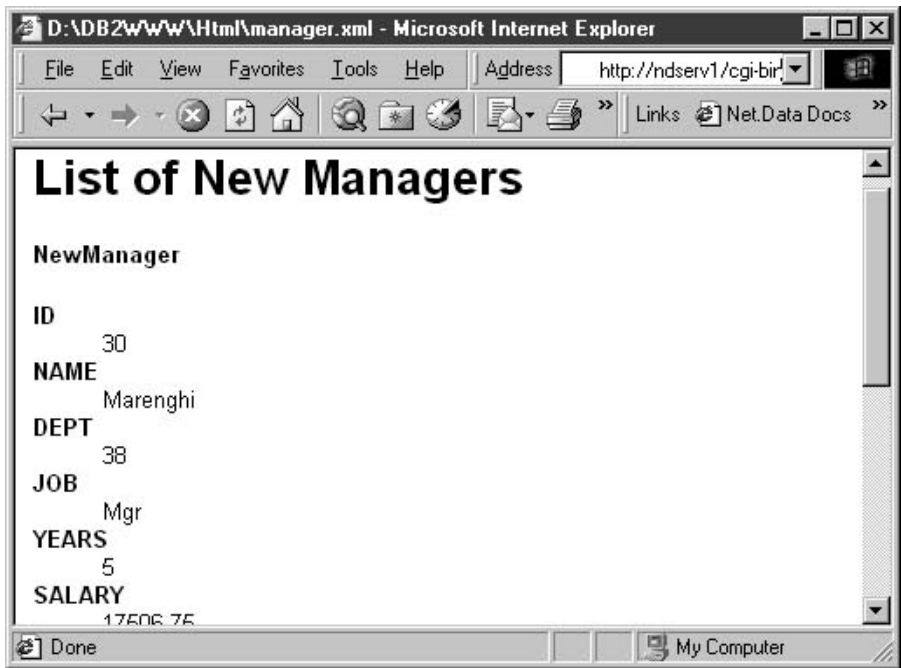 D:\DB2WWW\Html\manager.xml - Microsoft Internet Explorer
File Edit View Favorites Tools Help Address http://ndserv1/cgi-bin
Links Net.Data Docs
List of New Managers
NewManager
ID
30
NAME
Marenghi
DEPT
38
JOB
Mgr
YEARS
5
SALARY
17506.75
Done My Computer